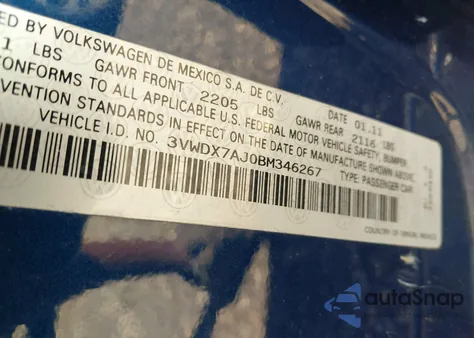 ED BY VOLKSWAGEN DE MEXICO S.A. DE C.V.
1 LBS GAWR FRONT 2205 LBS DATE 01.11 GAWR REAR 2116 LBS
CONFORMS TO ALL APPLICABLE U.S. FEDERAL MOTOR VEHICLE SAFETY, BUMPER
VENTION STANDARDS IN EFFECT ON THE DATE OF MANUFACTURE SHOWN ABOVE.
VEHICLE I.D. NO. 3VWDX7AJ0BM346267 TYPE: PASSENGER CAR
COUNTRY OF ORIGIN: MEXICO
autoSnap